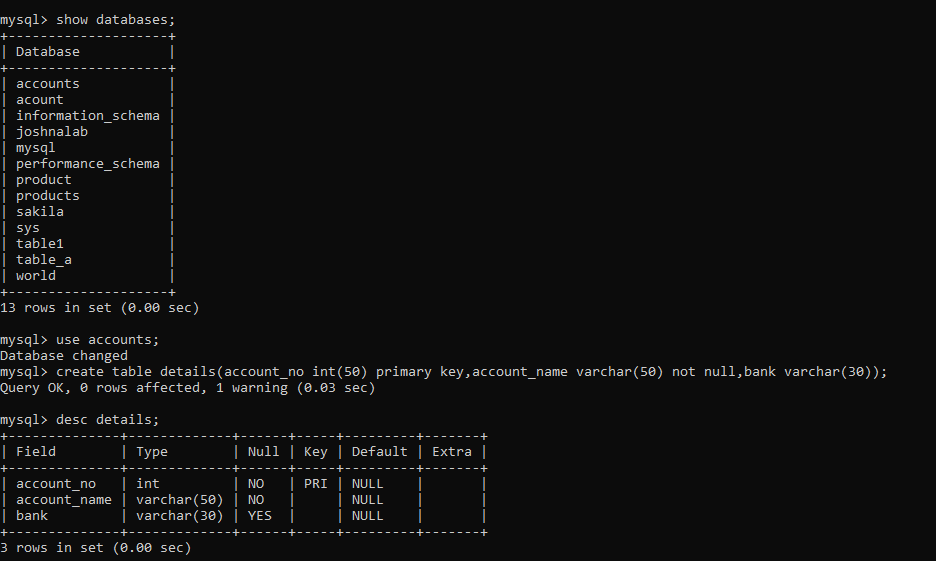 mysql> show databases;
+--------------------+
| Database           |
+--------------------+
| accounts           |
| acount             |
| information_schema |
| joshnalab          |
| mysql              |
| performance_schema |
| product            |
| products           |
| sakila             |
| sys                |
| table1             |
| table_a            |
| world              |
+--------------------+
13 rows in set (0.00 sec)
mysql> use accounts;
Database changed
mysql> create table details(account_no int(50) primary key,account_name varchar(50) not null,bank varchar(30));
Query OK, 0 rows affected, 1 warning (0.03 sec)
mysql> desc details;
+--------------+-------------+------+-----+---------+-------+
| Field        | Type        | Null | Key | Default | Extra |
+--------------+-------------+------+-----+---------+-------+
| account_no   | int         | NO   | PRI | NULL    |       |
| account_name | varchar(50) | NO   |     | NULL    |       |
| bank         | varchar(30) | YES  |     | NULL    |       |
+--------------+-------------+------+-----+---------+-------+
3 rows in set (0.00 sec)